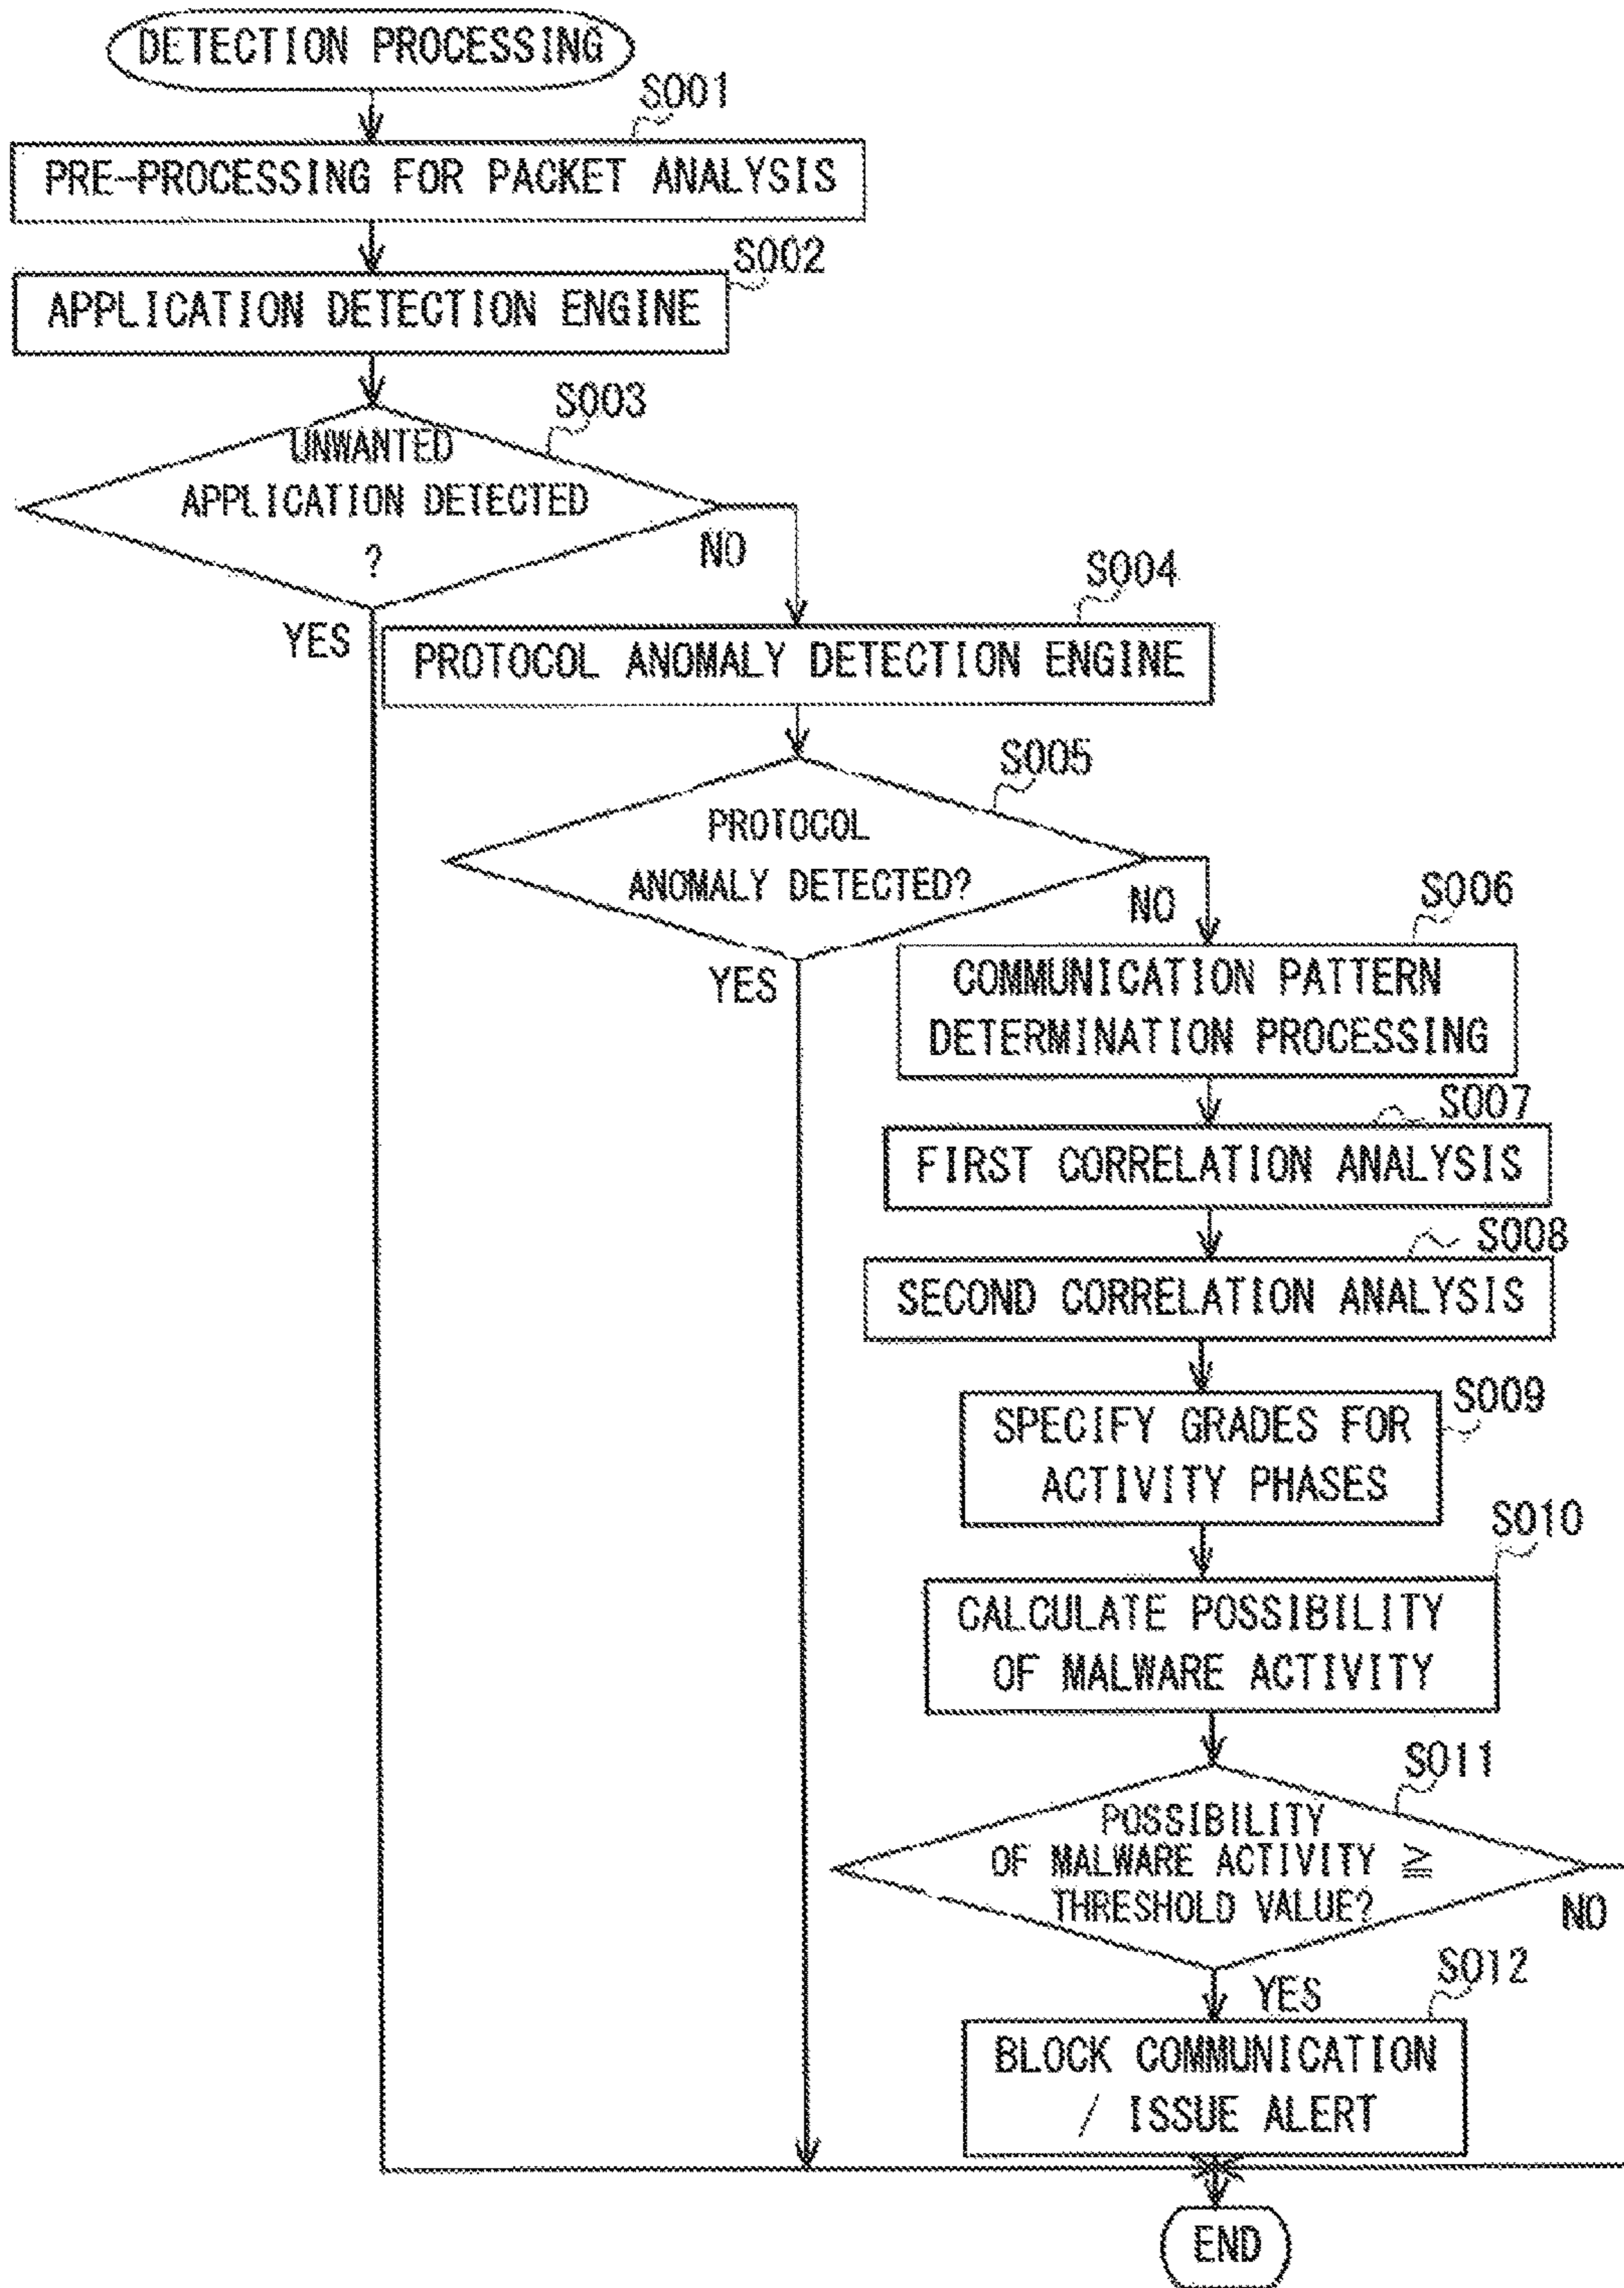 DETECTION PROCESSING
S001
PRE-PROCESSING FOR PACKET ANALYSIS
S002
APPLICATION DETECTION ENGINE
S003
UNWANTED
APPLICATION DETECTED
?
NO
YES
S004
PROTOCOL ANOMALY DETECTION ENGINE
S005
PROTOCOL
ANOMALY DETECTED?
NO
YES
S006
COMMUNICATION PATTERN
DETERMINATION PROCESSING
S007
FIRST CORRELATION ANALYSIS
S008
SECOND CORRELATION ANALYSIS
S009
SPECIFY GRADES FOR
ACTIVITY PHASES
S010
CALCULATE POSSIBILITY
OF MALWARE ACTIVITY
S011
POSSIBILITY
OF MALWARE ACTIVITY ≧
THRESHOLD VALUE?
NO
YES
S012
BLOCK COMMUNICATION
/ ISSUE ALERT
END